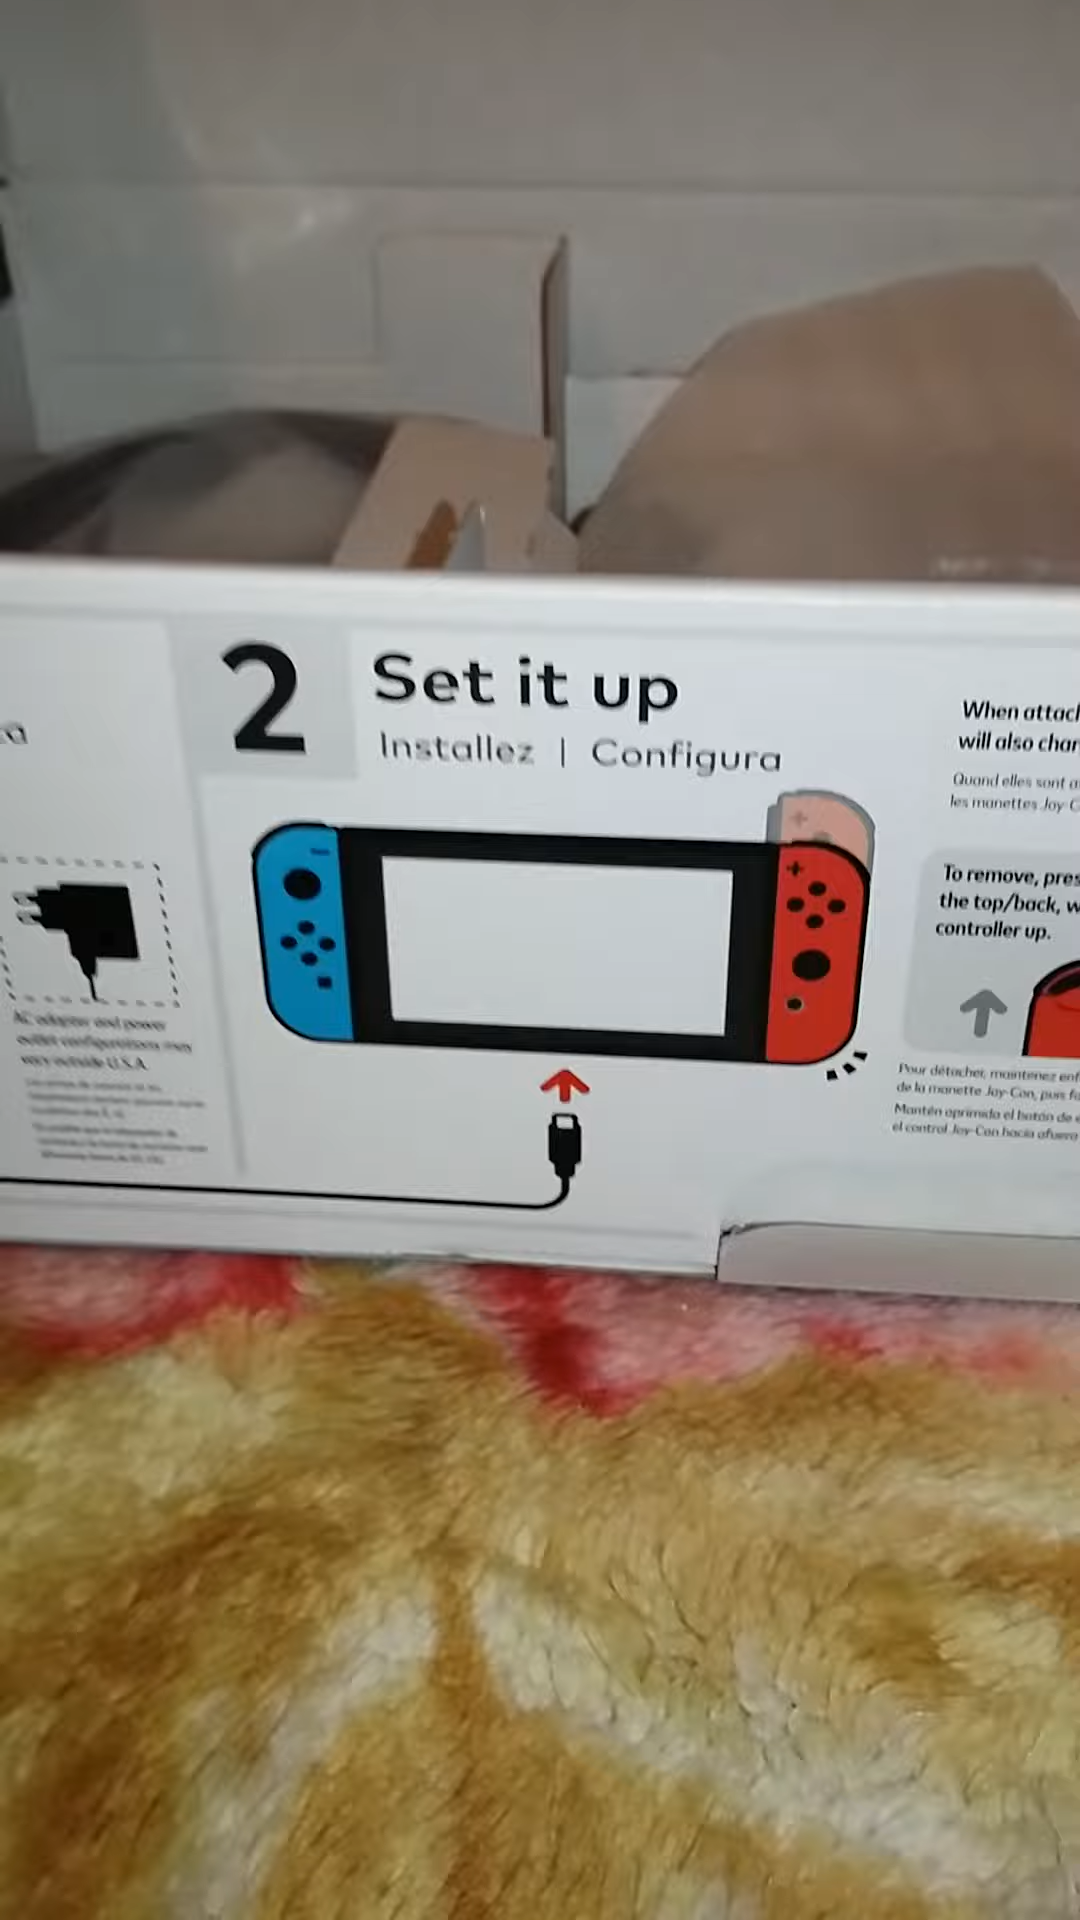 2
Set it up
Installez | Configura
AC adapter and power
outlet configurations may
vary outside U.S.A.
When attach
will also char
Quand elles sont a
les manettes Joy-C
To remove, pres
the top/back, w
controller up.
Pour détacher, maintenez enf
de la manette Joy-Con, puis fa
Mantén oprimido el botón de
el control Joy-Con hacia afuera